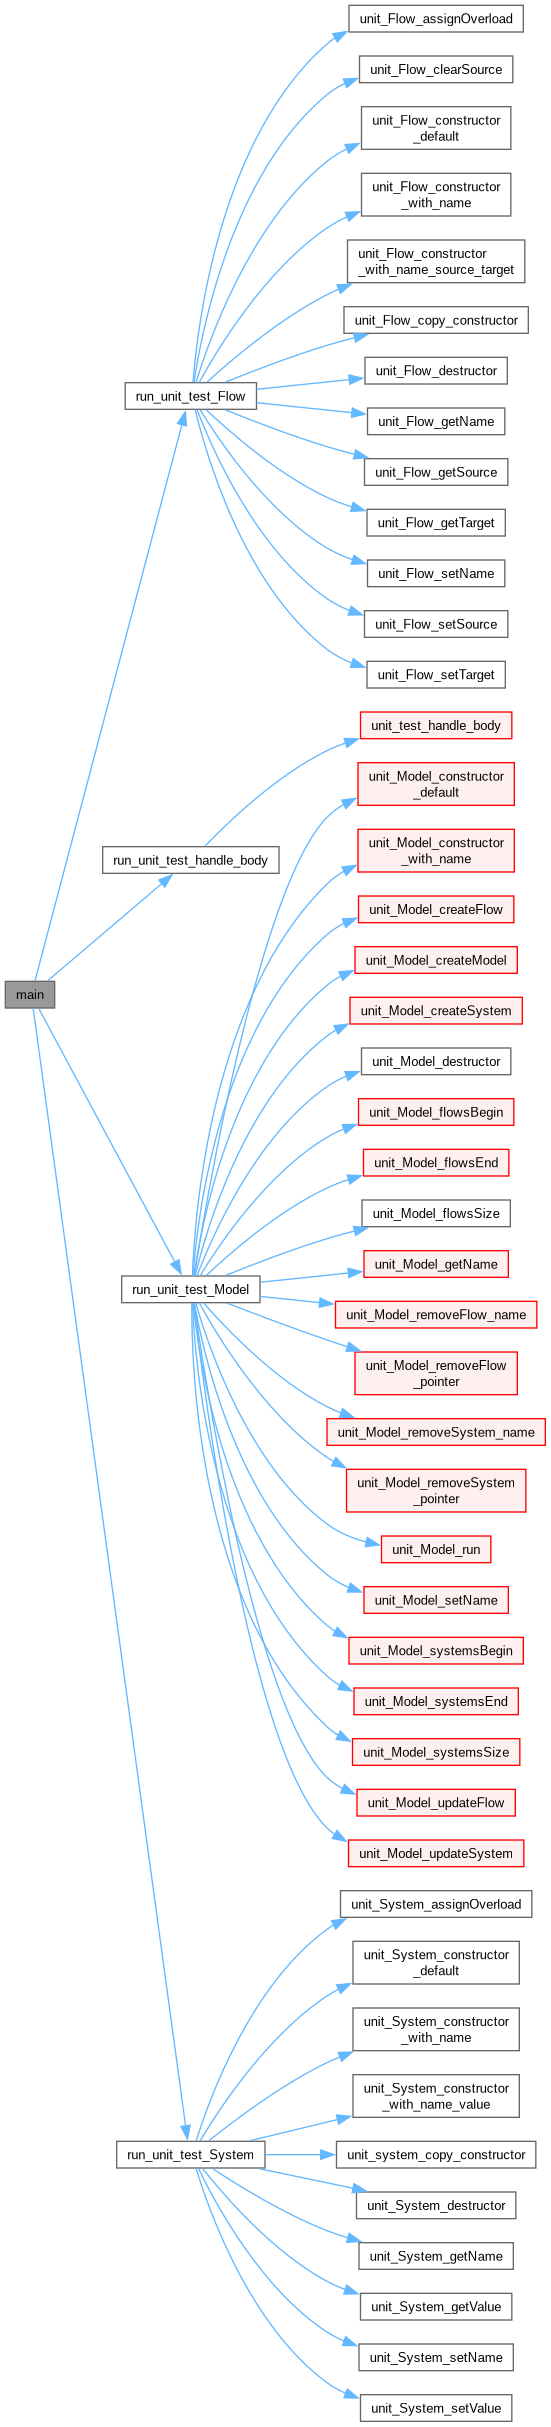 unit_Flow_assignOverload
unit_Flow_clearSource
unit_Flow_constructor
_default
unit_Flow_constructor
_with_name
unit_Flow_constructor
_with_name_source_target
unit_Flow_copy_constructor
unit_Flow_destructor
run_unit_test_Flow
unit_Flow_getName
unit_Flow_getSource
unit_Flow_getTarget
unit_Flow_setName
unit_Flow_setSource
unit_Flow_setTarget
unit_test_handle_body
unit_Model_constructor
_default
unit_Model_constructor
_with_name
run_unit_test_handle_body
unit_Model_createFlow
unit_Model_createModel
main
unit_Model_createSystem
unit_Model_destructor
unit_Model_flowsBegin
unit_Model_flowsEnd
unit_Model_flowsSize
unit_Model_getName
run_unit_test_Model
unit_Model_removeFlow_name
unit_Model_removeFlow
_pointer
unit_Model_removeSystem_name
unit_Model_removeSystem
_pointer
unit_Model_run
unit_Model_setName
unit_Model_systemsBegin
unit_Model_systemsEnd
unit_Model_systemsSize
unit_Model_updateFlow
unit_Model_updateSystem
unit_System_assignOverload
unit_System_constructor
_default
unit_System_constructor
_with_name
unit_System_constructor
_with_name_value
run_unit_test_System
unit_system_copy_constructor
unit_System_destructor
unit_System_getName
unit_System_getValue
unit_System_setName
unit_System_setValue